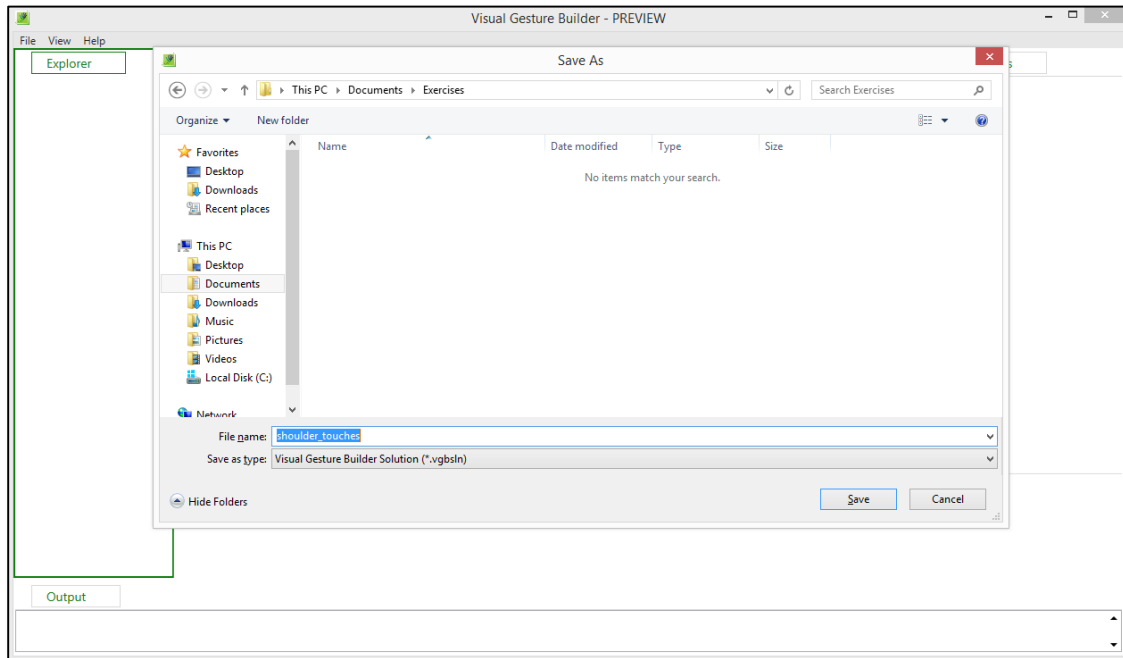 Visual Gesture Builder - PREVIEW
File View Help
Explorer
Save As
This PC Documents Exercises
Search Exercises
Organize New folder
Name Date modified Type Size
No items match your search.
Favorites
Desktop
Downloads
Recent places
This PC
Desktop
Documents
Downloads
Music
Pictures
Videos
Local Disk (C:)
Network
File name: shoulder_touches
Save as type: Visual Gesture Builder Solution (*.vgbsln)
Hide Folders
Save Cancel
Output